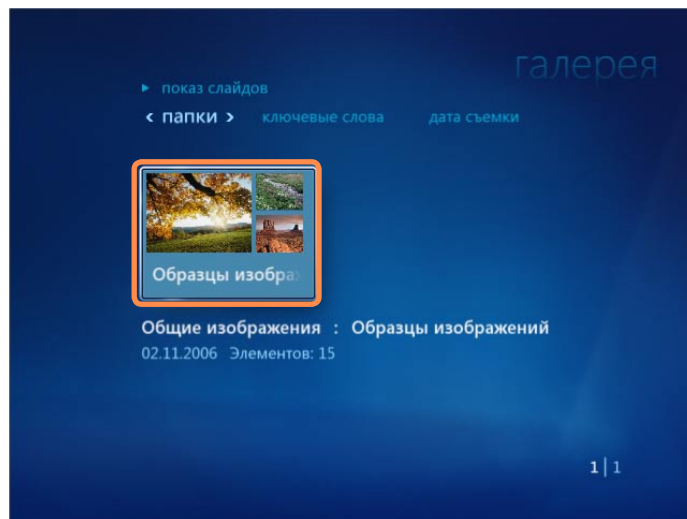 галерея
показ слайдов
папки ключевые слова дата съемки
Образцы изобра
Общие изображения : Образцы изображений
02.11.2006 Элементов: 15
1 | 1